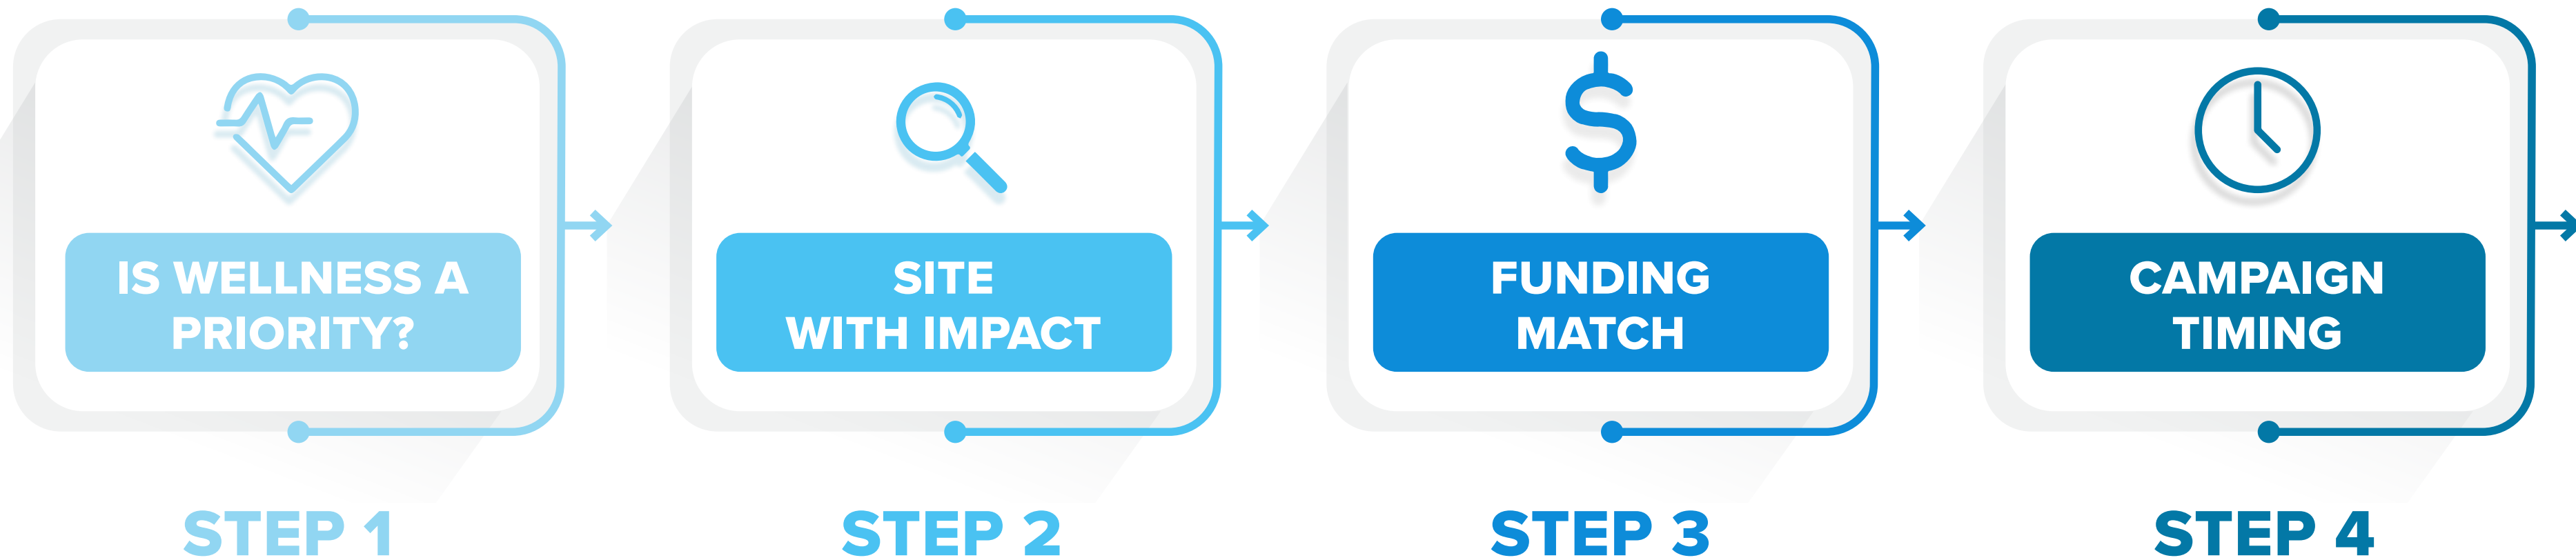 IS WELLNESS A
PRIORITY?
STEP 1
SITE
WITH IMPACT
STEP 2
FUNDING
MATCH
STEP 3
CAMPAIGN
TIMING
STEP 4